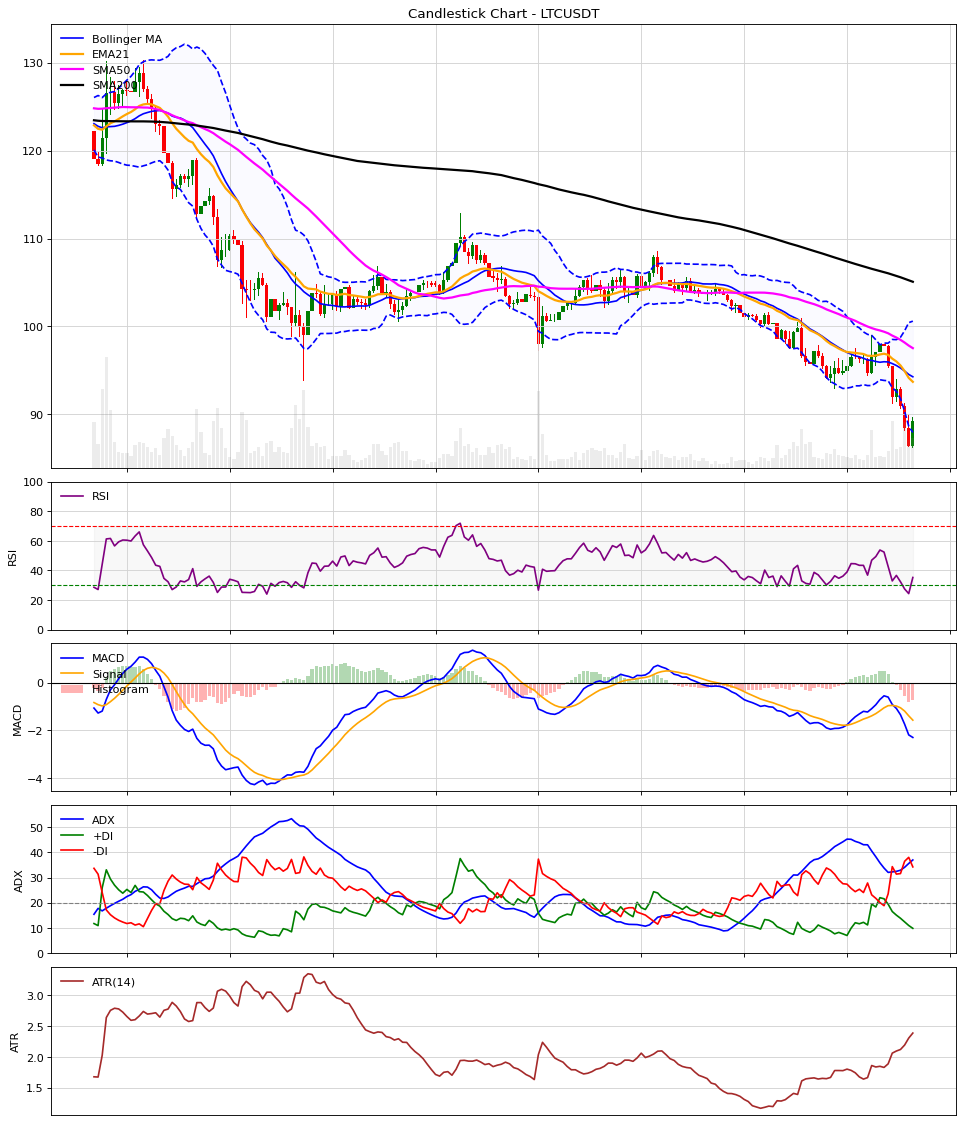 Candlestick Chart - LTCUSDT
Bollinger MA
EMA21
SMA50
SMA200
130
120
110
100
90
RSI
100
80
60
40
20
0
RSI
MACD
Signal
Histogram
0
−2
−4
MACD
ADX
+DI
-DI
50
40
30
20
10
0
ADX
ATR(14)
3.0
2.5
2.0
1.5
ATR